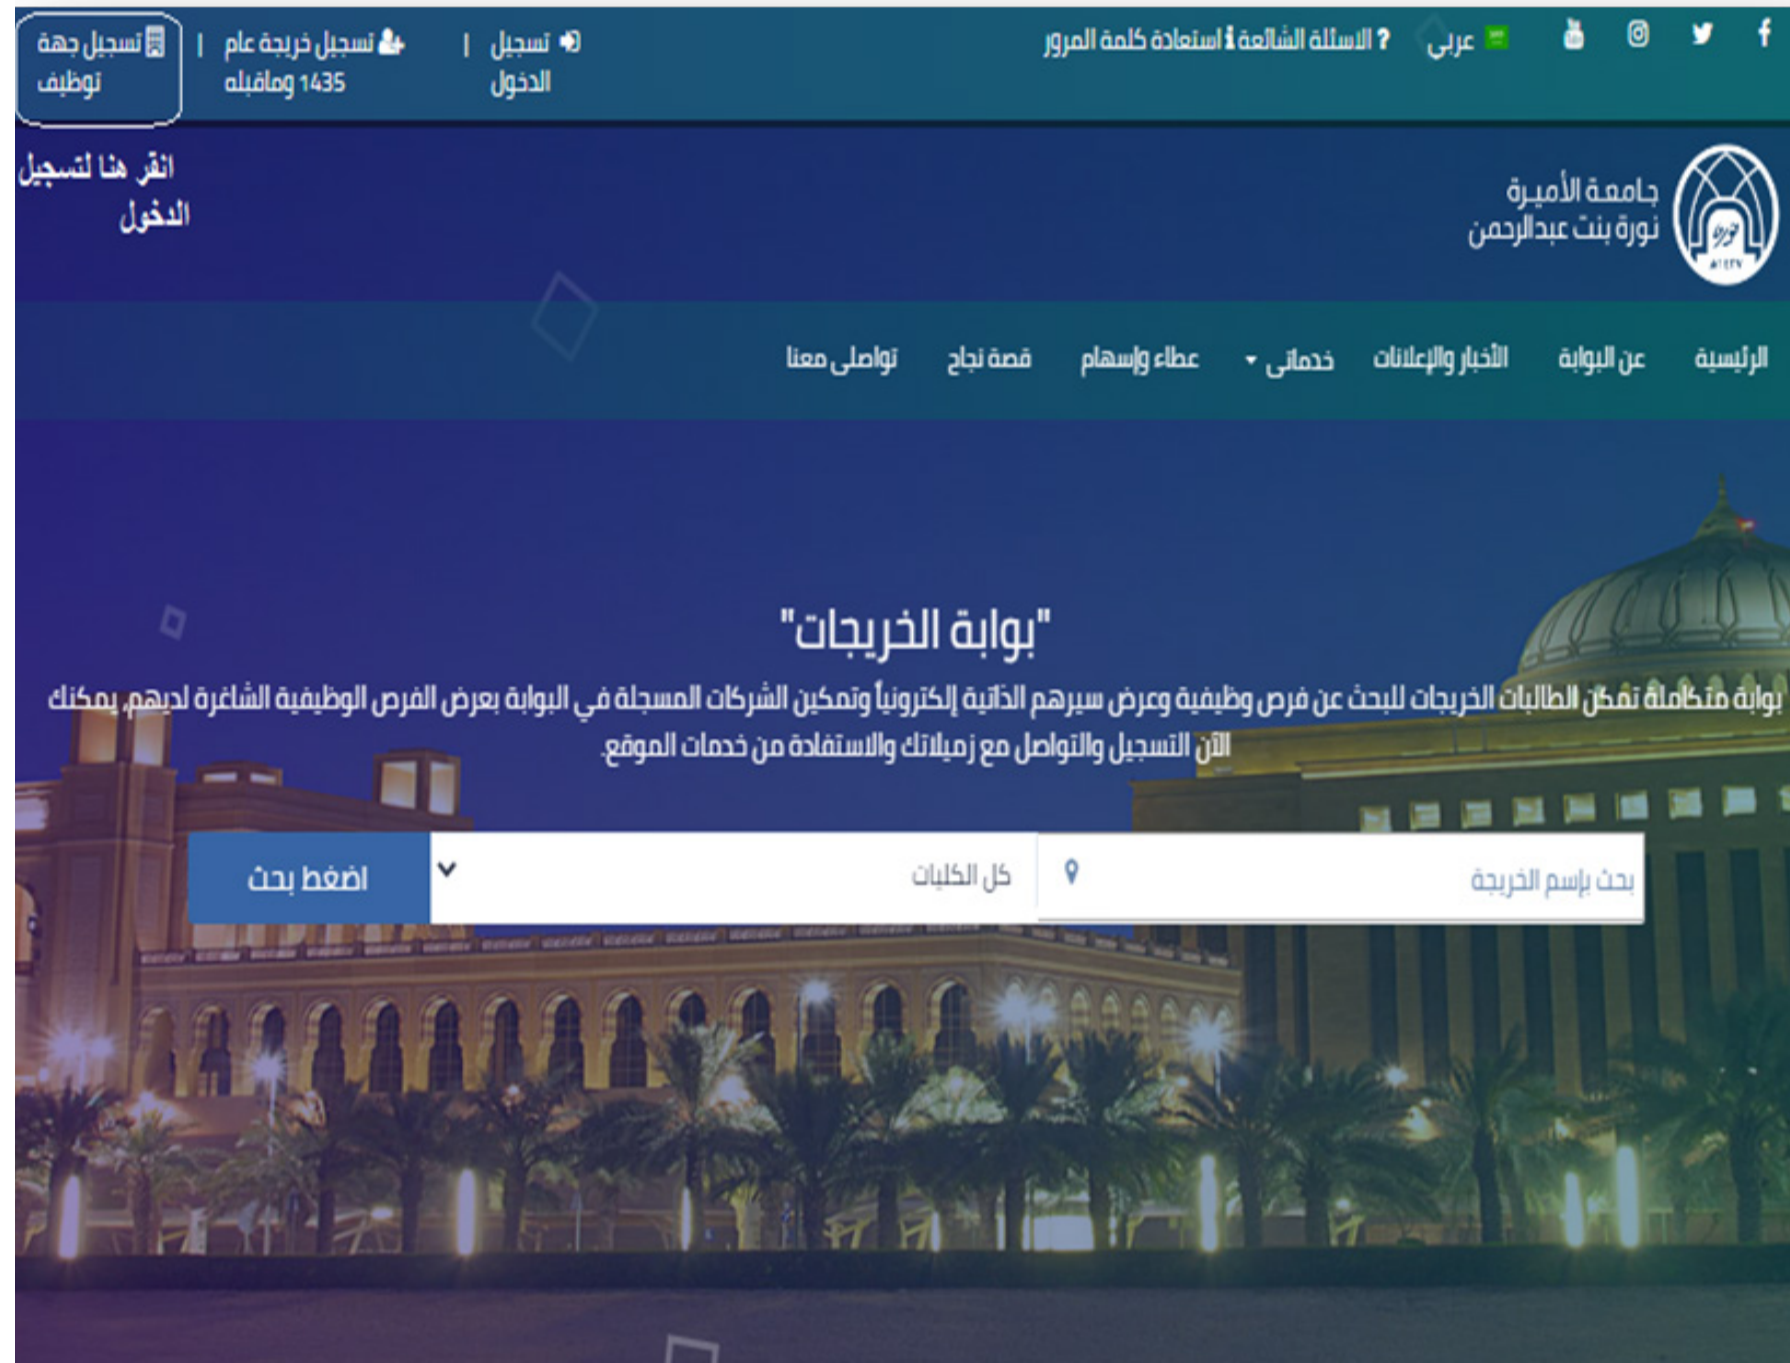 عربي ? الاسئلة الشائعة i استعادة كلمة المرور
تسجيل
الدخول
|
تسجيل خريجة عام
1435 وماقبله
|
تسجيل جهة
توظيف
انقر هنا لتسجيل
الدخول
جامعة الأميرة
نورة بنت عبدالرحمن
نورة
١٤٢٧هـ
الرئيسية عن البوابة الأخبار والإعلانات خدماتى عطاء وإسهام قصة نجاح تواصلى معنا
"بوابة الخريجات"
بوابة متكاملة تمكن الطالبات الخريجات للبحث عن فرص وظيفية وعرض سيرهم الذاتية إلكترونياً وتمكين الشركات المسجلة في البوابة بعرض الفرص الوظيفية الشاغرة لديهم, يمكنك
الآن التسجيل والتواصل مع زميلاتك والاستفادة من خدمات الموقع.
بحث بإسم الخريجة كل الكليات اضغط بحث